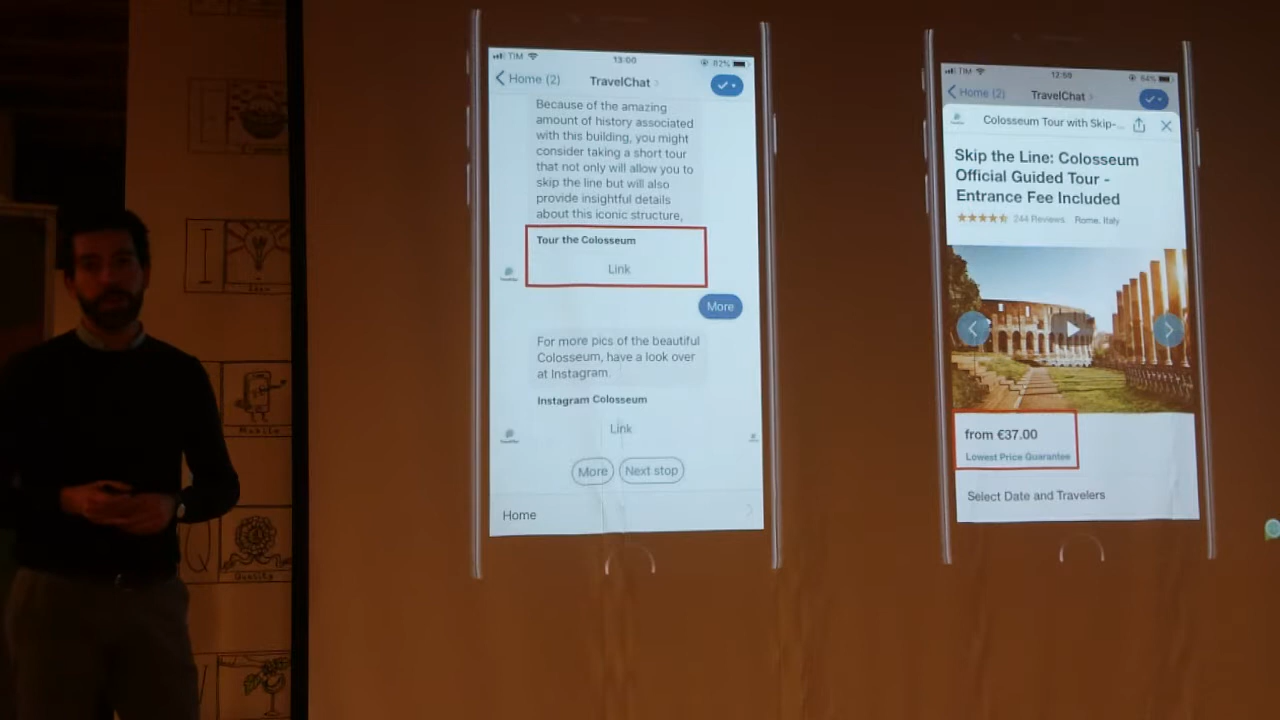 TIM
13:00
82%
Home (2)
TravelChat
Because of the amazing
amount of history associated
with this building, you might
consider taking a short tour
that not only will allow you to
skip the line but will also
provide insightful details
about this iconic structure,
Tour the Colosseum
Link
More
For more pics of the beautiful
Colosseum, have a look over
at Instagram.
Instagram Colosseum
Link
More
Next stop
Home
TIM
12:59
84%
Home (2)
TravelChat
Colosseum Tour with Skip-...
Skip the Line: Colosseum
Official Guided Tour -
Entrance Fee Included
244 Reviews
Rome, Italy
from €37.00
Lowest Price Guarantee
Select Date and Travelers
I
Idea
Mobile
Q
Quality